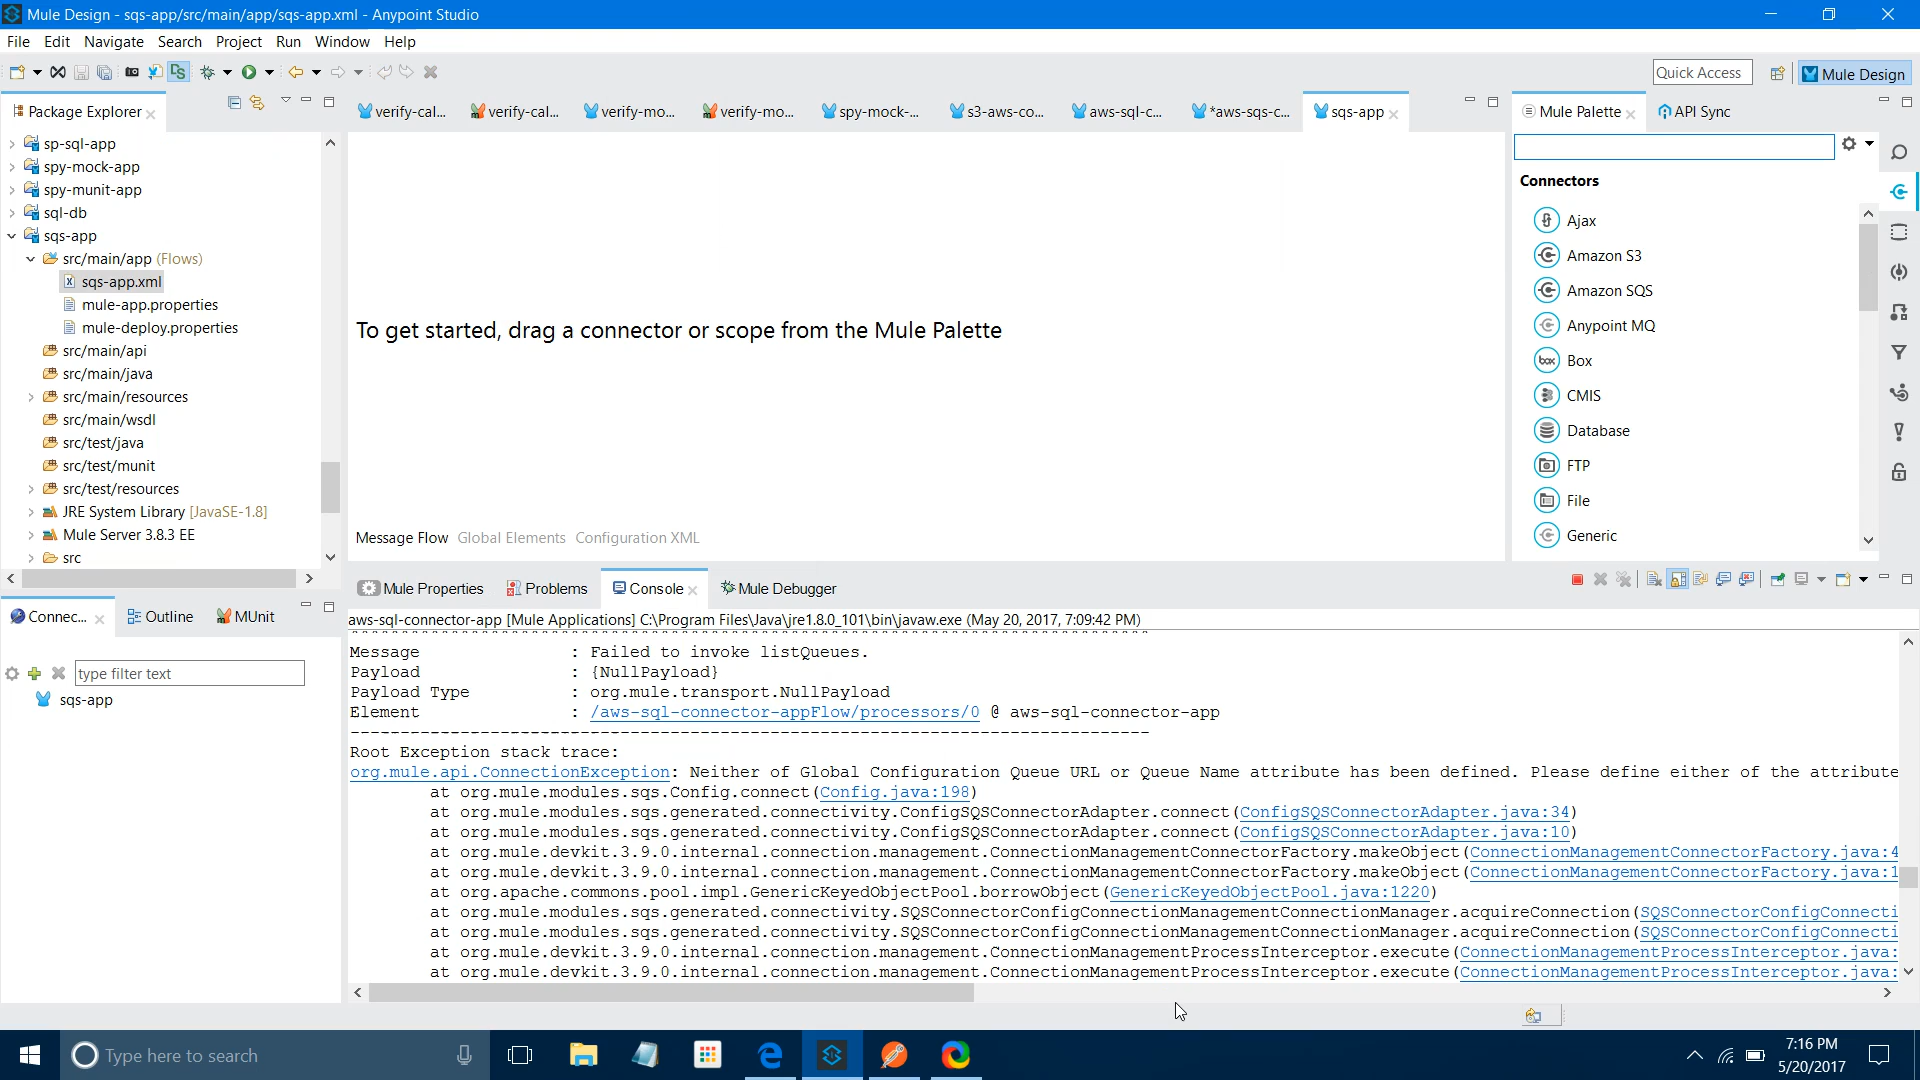 Mule Design - sqs-app/src/main/app/sqs-app.xml - Anypoint Studio
File Edit Navigate Search Project Run Window Help
Quick Access
Mule Design
Package Explorer
verify-cal...
verify-cal...
verify-mo...
verify-mo...
spy-mock-...
s3-aws-co...
aws-sql-c...
*aws-sqs-c...
sqs-app
Mule Palette
API Sync
sp-sql-app
spy-mock-app
spy-munit-app
sql-db
sqs-app
src/main/app (Flows)
sqs-app.xml
mule-app.properties
mule-deploy.properties
src/main/api
src/main/java
src/main/resources
src/main/wsdl
src/test/java
src/test/munit
src/test/resources
JRE System Library [JavaSE-1.8]
Mule Server 3.8.3 EE
src
To get started, drag a connector or scope from the Mule Palette
Message Flow Global Elements Configuration XML
Connectors
Ajax
Amazon S3
Amazon SQS
Anypoint MQ
box Box
CMIS
Database
FTP
File
Generic
Connec...
Outline
MUnit
type filter text
sqs-app
Mule Properties
Problems
Console
Mule Debugger
aws-sql-connector-app [Mule Applications] C:\Program Files\Java\jre1.8.0_101\bin\javaw.exe (May 20, 2017, 7:09:42 PM)
Message : Failed to invoke listQueues.
Payload : {NullPayload}
Payload Type : org.mule.transport.NullPayload
Element : /aws-sql-connector-appFlow/processors/0 @ aws-sql-connector-app
--------------------------------------------------------------------------------
Root Exception stack trace:
org.mule.api.ConnectionException: Neither of Global Configuration Queue URL or Queue Name attribute has been defined. Please define either of the attribute
at org.mule.modules.sqs.Config.connect(Config.java:198)
at org.mule.modules.sqs.generated.connectivity.ConfigSQSConnectorAdapter.connect(ConfigSQSConnectorAdapter.java:34)
at org.mule.modules.sqs.generated.connectivity.ConfigSQSConnectorAdapter.connect(ConfigSQSConnectorAdapter.java:10)
at org.mule.devkit.3.9.0.internal.connection.management.ConnectionManagementConnectorFactory.makeObject(ConnectionManagementConnectorFactory.java:4
at org.mule.devkit.3.9.0.internal.connection.management.ConnectionManagementConnectorFactory.makeObject(ConnectionManagementConnectorFactory.java:1
at org.apache.commons.pool.impl.GenericKeyedObjectPool.borrowObject(GenericKeyedObjectPool.java:1220)
at org.mule.modules.sqs.generated.connectivity.SQSConnectorConfigConnectionManagementConnectionManager.acquireConnection(SQSConnectorConfigConnecti
at org.mule.modules.sqs.generated.connectivity.SQSConnectorConfigConnectionManagementConnectionManager.acquireConnection(SQSConnectorConfigConnecti
at org.mule.devkit.3.9.0.internal.connection.management.ConnectionManagementProcessInterceptor.execute(ConnectionManagementProcessInterceptor.java:
at org.mule.devkit.3.9.0.internal.connection.management.ConnectionManagementProcessInterceptor.execute(ConnectionManagementProcessInterceptor.java:
Type here to search
7:16 PM
5/20/2017